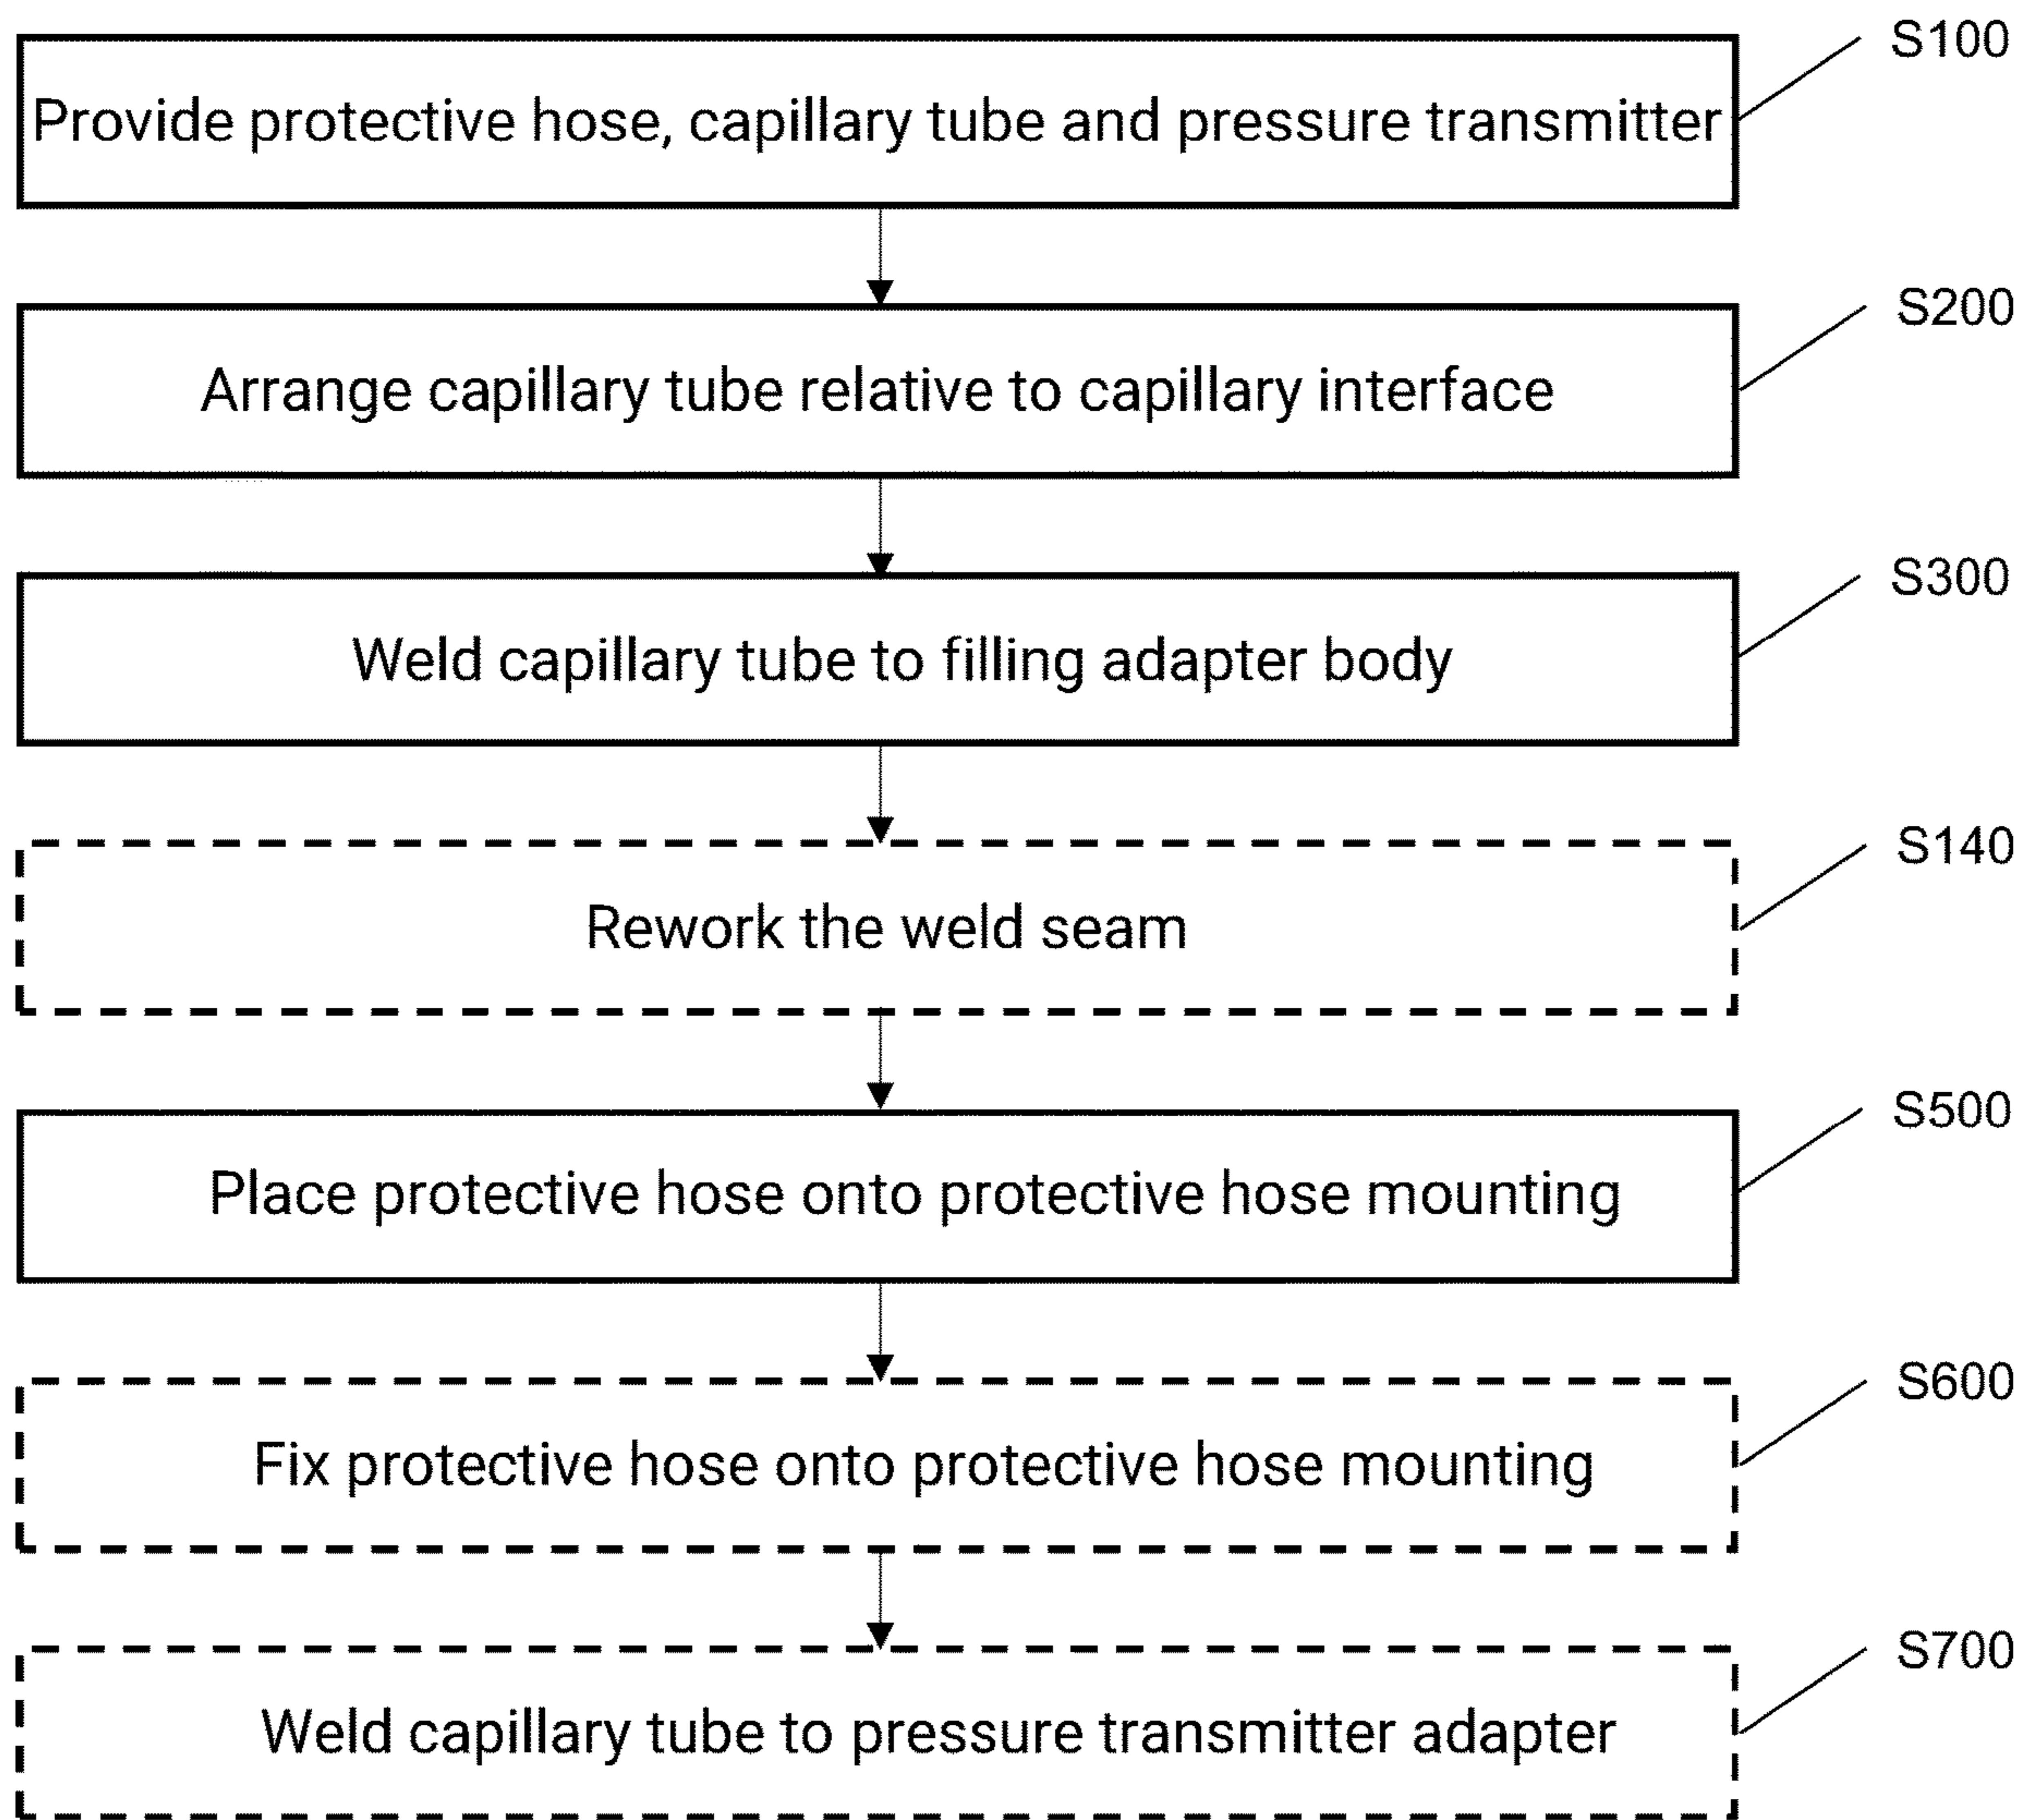 S100
Provide protective hose, capillary tube and pressure transmitter
S200
Arrange capillary tube relative to capillary interface
S300
Weld capillary tube to filling adapter body
S140
Rework the weld seam
S500
Place protective hose onto protective hose mounting
S600
Fix protective hose onto protective hose mounting
S700
Weld capillary tube to pressure transmitter adapter